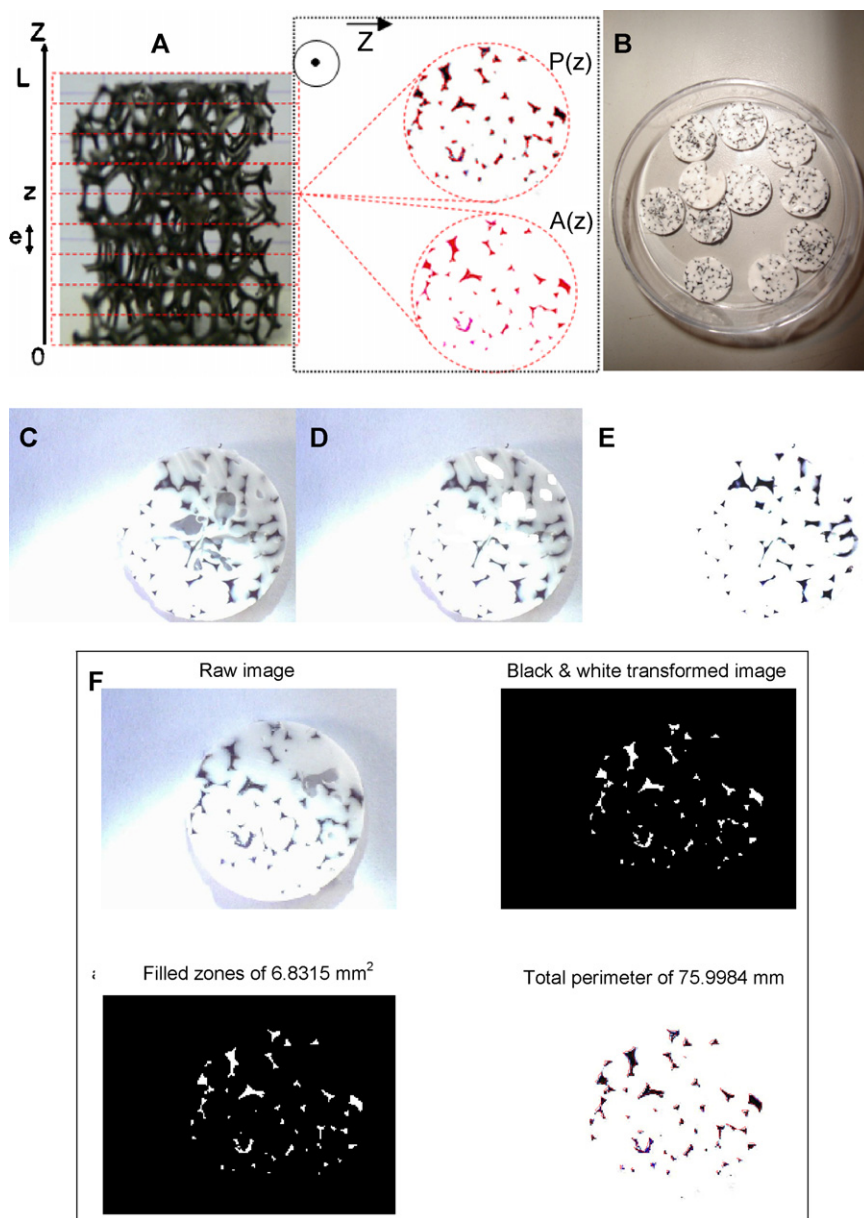 A
B
Z
L
z
e
0
Z
P(z)
A(z)
C
D
E
F
Raw image
Black & white transformed image
a
Filled zones of 6.8315 mm²
Total perimeter of 75.9984 mm